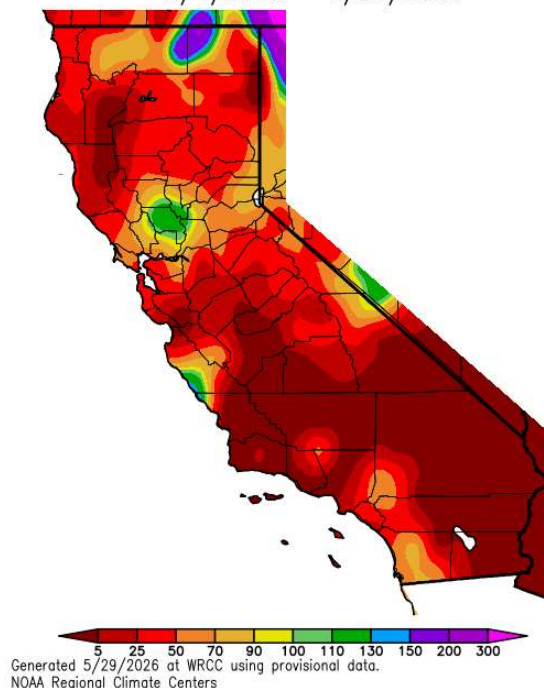 5 25 50 70 90 100 110 130 150 200 300
Generated 5/29/2026 at WRCC using provisional data.
NOAA Regional Climate Centers